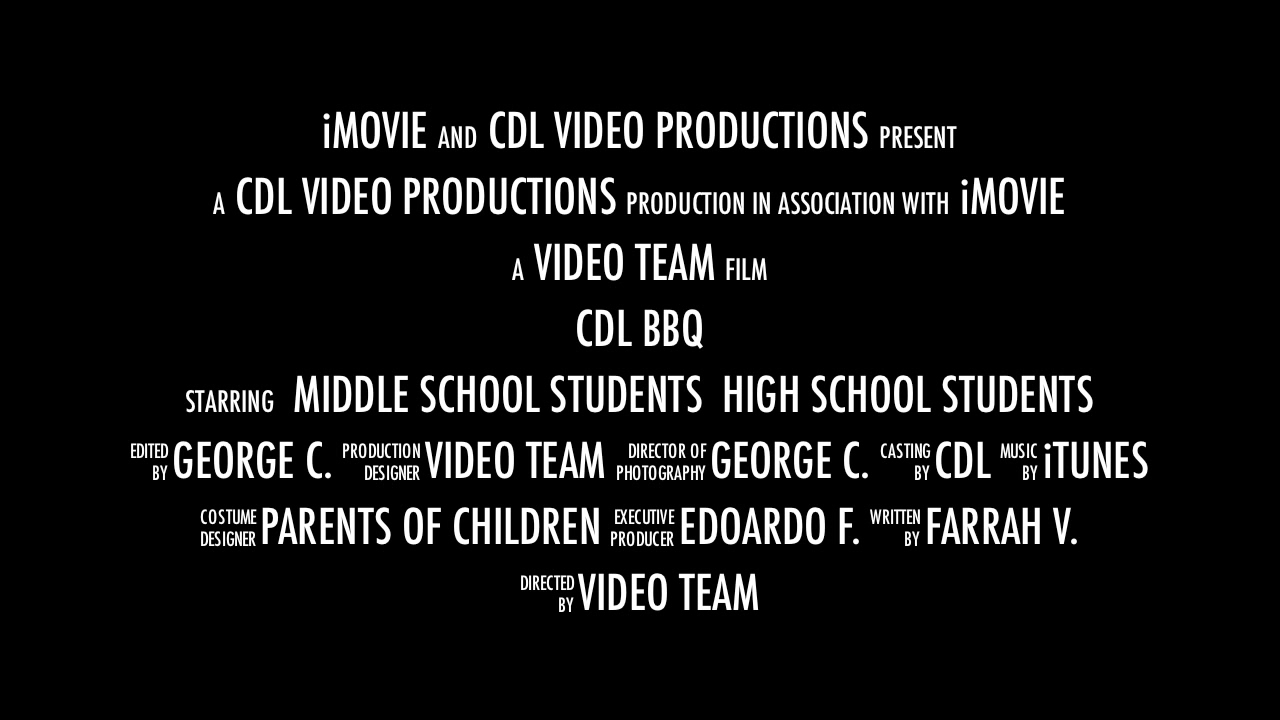 iMOVIE AND CDL VIDEO PRODUCTIONS PRESENT
A CDL VIDEO PRODUCTIONS PRODUCTION IN ASSOCIATION WITH iMOVIE
A VIDEO TEAM FILM
CDL BBQ
STARRING MIDDLE SCHOOL STUDENTS HIGH SCHOOL STUDENTS
EDITED BY GEORGE C. PRODUCTION DESIGNER VIDEO TEAM DIRECTOR OF PHOTOGRAPHY GEORGE C. CASTING BY CDL MUSIC BY iTUNES
COSTUME DESIGNER PARENTS OF CHILDREN EXECUTIVE PRODUCER EDOARDO F. WRITTEN BY FARRAH V.
DIRECTED BY VIDEO TEAM